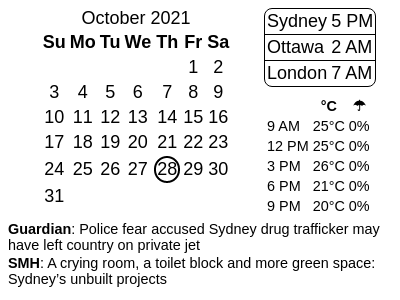 October 2021
Su Mo Tu We Th Fr Sa
1 2
3 4 5 6 7 8 9
10 11 12 13 14 15 16
17 18 19 20 21 22 23
24 25 26 27 28 29 30
31
Sydney 5 PM
Ottawa 2 AM
London 7 AM
°C ☂
9 AM 25°C 0%
12 PM 25°C 0%
3 PM 26°C 0%
6 PM 21°C 0%
9 PM 20°C 0%
Guardian: Police fear accused Sydney drug trafficker may
have left country on private jet
SMH: A crying room, a toilet block and more green space:
Sydney’s unbuilt projects